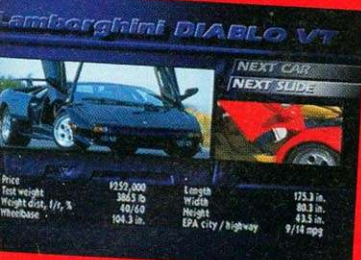 Lamborghini DIABLO VT
NEXT CAR
NEXT SLIDE
Price $252,000
Test weight 3865 lb
Weight dist, f/r, % 40/60
Wheelbase 104.3 in.
Length 175.3 in.
Width 80.3 in.
Height 43.5 in.
EPA city / highway 9/14 mpg